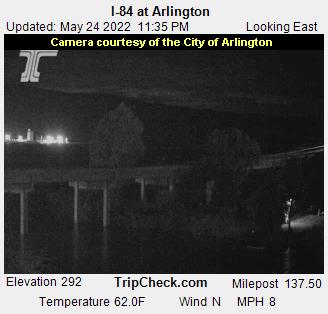 I-84 at Arlington
Updated: May 24 2022 11:35 PM Looking East
Camera courtesy of the City of Arlington
Elevation 292 TripCheck.com Milepost 137.50
Temperature 62.0F Wind N MPH 8